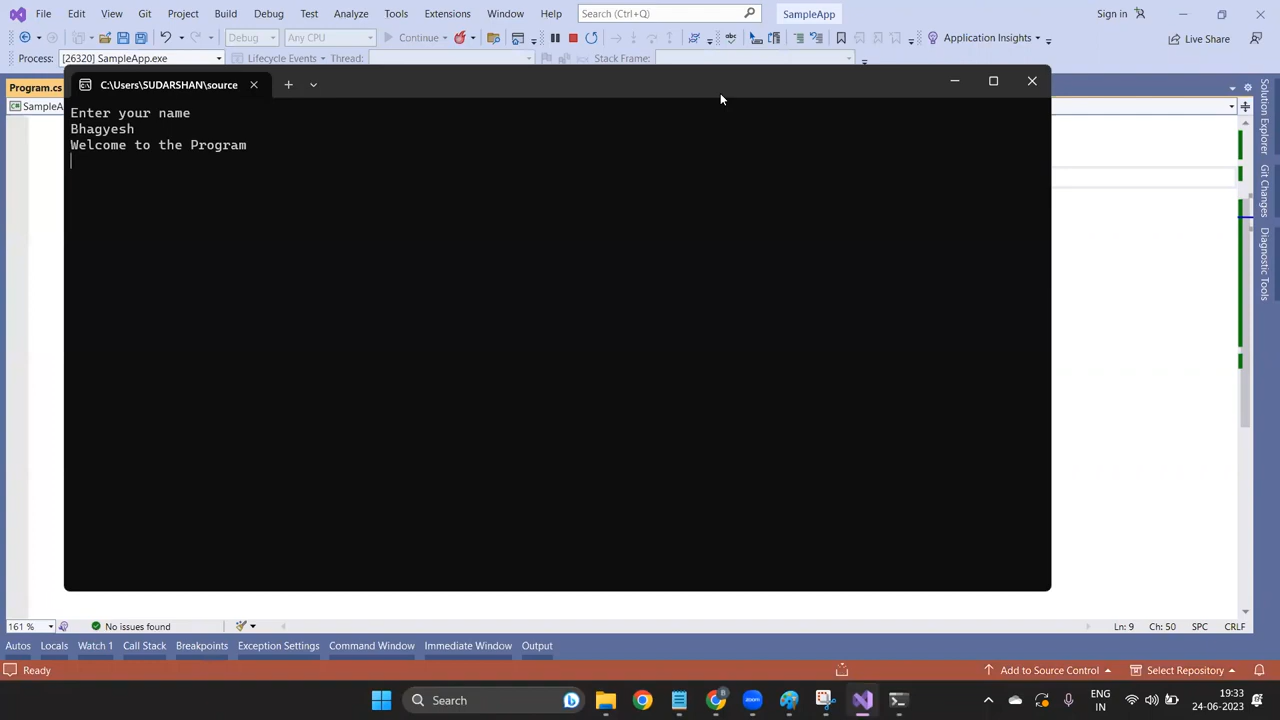 File Edit View Git Project Build Debug Test Analyze Tools Extensions Window Help Search (Ctrl+Q) SampleApp Sign in
Debug Any CPU Continue Application Insights Live Share
Process: [26320] SampleApp.exe Lifecycle Events Thread: Stack Frame:
C:\Users\SUDARSHAN\source
Program.cs
SampleA
Enter your name
Bhagyesh
Welcome to the Program
Solution Explorer
Git Changes
Diagnostic Tools
161 % No issues found Ln: 9 Ch: 50 SPC CRLF
Autos Locals Watch 1 Call Stack Breakpoints Exception Settings Command Window Immediate Window Output
Ready Add to Source Control Select Repository
Search ENG IN 19:33 24-06-2023